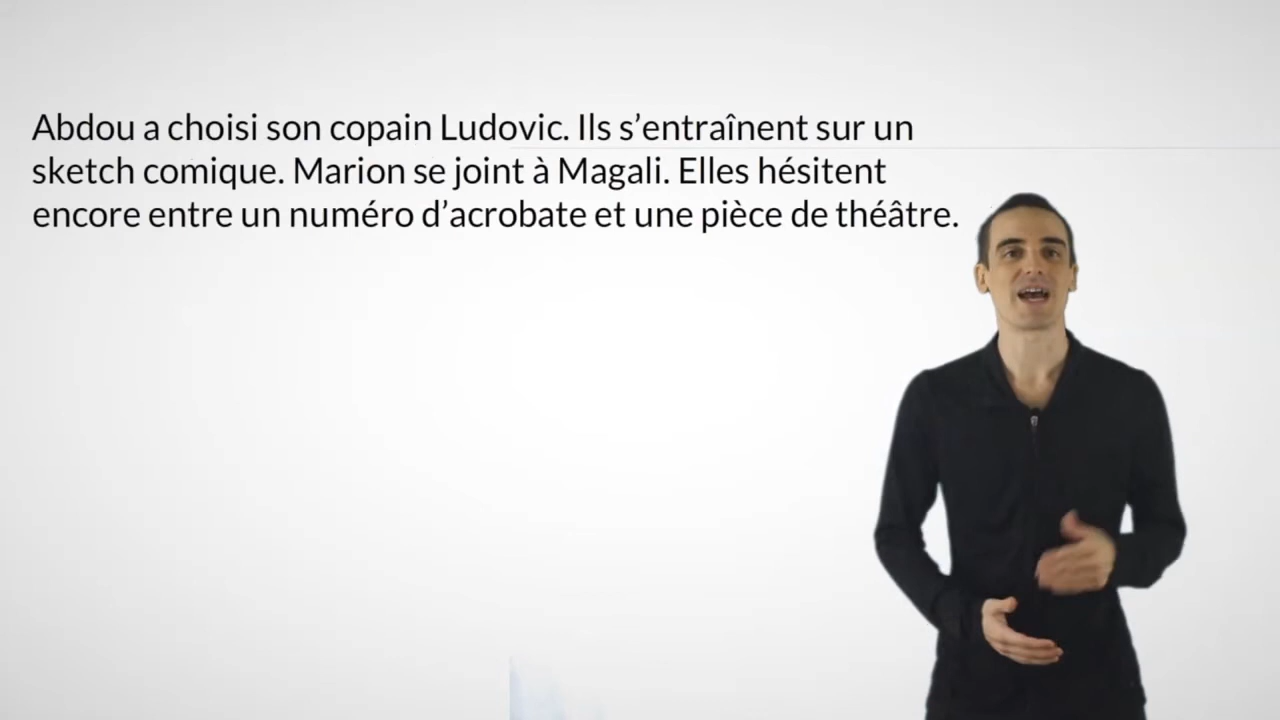 Abdou a choisi son copain Ludovic. Ils s’entraînent sur un
sketch comique. Marion se joint à Magali. Elles hésitent
encore entre un numéro d’acrobate et une pièce de théâtre.